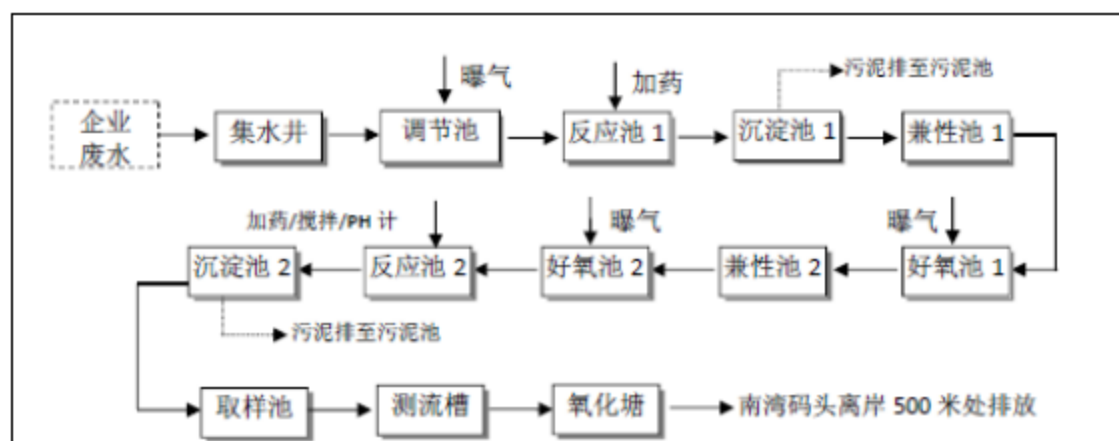 曝气
加药
污泥排至污泥池
企业
废水
集水井
调节池
反应池 1
沉淀池 1
兼性池 1
加药/搅拌/PH 计
曝气
曝气
沉淀池 2
反应池 2
好氧池 2
兼性池 2
好氧池 1
污泥排至污泥池
取样池
测流槽
氧化塘
南湾码头离岸 500 米处排放